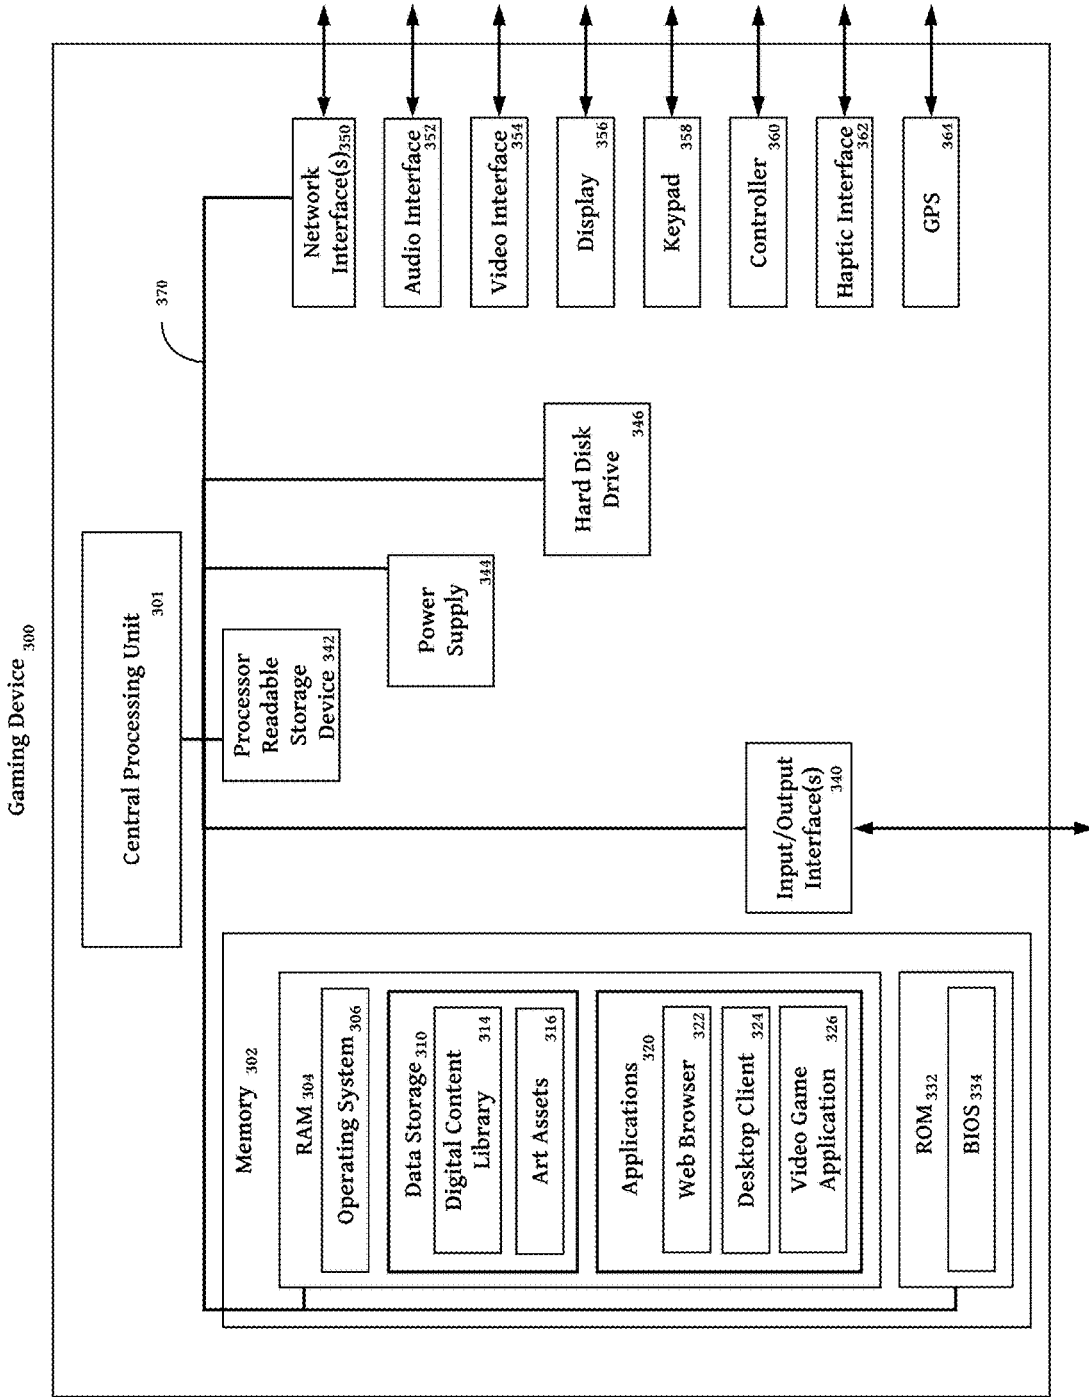 Gaming Device 300
Central Processing Unit
301
370
Memory 302
RAM 304
Operating System 306
Data Storage 310
Digital Content
Library
314
Art Assets
316
Applications
320
Web Browser
322
Desktop Client
324
Video Game
Application
326
ROM 332
BIOS 334
Input/Output
Interface(s)
340
Processor
Readable
Storage
Device 342
Power
Supply
344
Hard Disk
Drive
346
Network
Interface(s) 350
Audio Interface
352
Video Interface
354
Display
356
Keypad
358
Controller
360
Haptic Interface
362
GPS
364